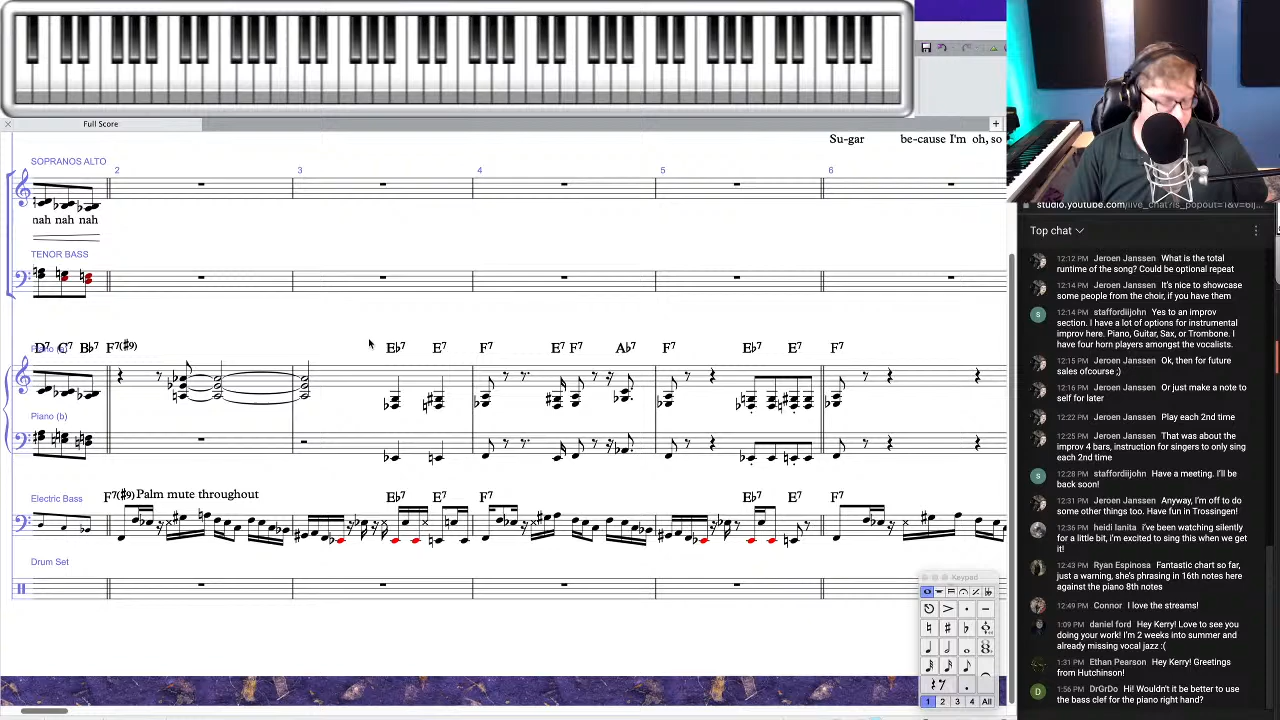 Full Score
+
Su-gar be-cause I'm oh, so
SOPRANOS ALTO
2 3 4 5 6
nah nah nah
TENOR BASS
D7 C7 Bb7 F7(#9) Eb7 E7 F7 E7 F7 Ab7 F7 Eb7 E7 F7
Piano (b)
F7(#9) Palm mute throughout Eb7 E7 F7 Eb7 E7 F7
Electric Bass
Drum Set
Keypad
1 2 3 4 All
Top chat
12:12 PM Jeroen Janssen What is the total
runtime of the song? Could be optional
repeat
12:14 PM Jeroen Janssen It's nice to showcase
some people from the choir, if you have them
S 12:14 PM staffordiijohn Yes to an improv
section. I have a lot of options for instrumental
improv here. Piano, Guitar, Sax, or Trombone. I
have four horn players amongst the vocalists.
12:15 PM Jeroen Janssen Ok, then for future
sales ofcourse ;)
12:16 PM Jeroen Janssen Or just make a note to
self for later
12:22 PM Jeroen Janssen Play each 2nd time
12:25 PM Jeroen Janssen That was about the
improv 4 bars, instruction for singers to only sing
each 2nd time
S 12:28 PM staffordiijohn Have a meeting. I'll be
back soon!
12:31 PM Jeroen Janssen Anyway, I'm off to do
some other things too. Have fun in Trossingen!
12:36 PM heidi lanita i've been watching silently
for a little bit, i'm excited to sing this when we get
it!
12:43 PM Ryan Espinosa Fantastic chart so far,
just a warning, she's phrasing in 16th notes here
against the piano 8th notes
12:49 PM Connor I love the streams!
1:09 PM daniel ford Hey Kerry! Love to see you
doing your work! I'm 2 weeks into summer and
already missing vocal jazz :(
1:31 PM Ethan Pearson Hey Kerry! Greetings
from Hutchinson!
D 1:56 PM DrGrDo Hi! Wouldn't it be better to use
the bass clef for the piano right hand?